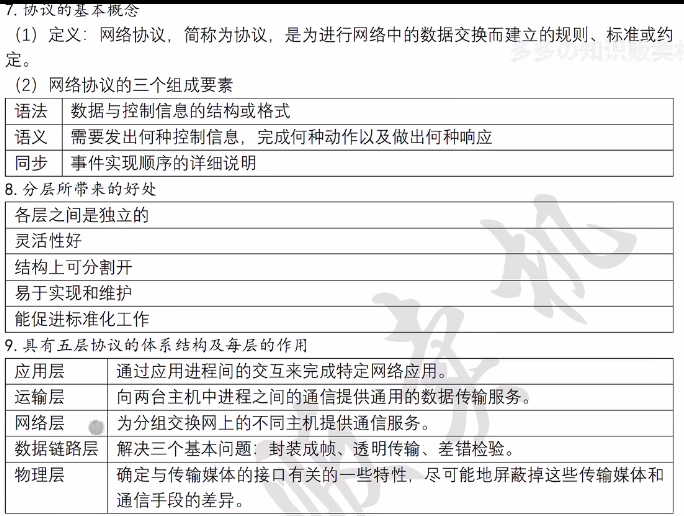 7. 协议的基本概念
(1) 定义：网络协议，简称为协议，是为进行网络中的数据交换而建立的规则、标准或约
定。
多多の知识贩卖机
(2) 网络协议的三个组成要素
语法 数据与控制信息的结构或格式
语义 需要发出何种控制信息，完成何种动作以及做出何种响应
同步 事件实现顺序的详细说明
8. 分层所带来的好处
各层之间是独立的
灵活性好
结构上可分割开
易于实现和维护
能促进标准化工作
9. 具有五层协议的体系结构及每层的作用
应用层 通过应用进程间的交互来完成特定网络应用。
运输层 向两台主机中进程之间的通信提供通用的数据传输服务。
网络层 为分组交换网上的不同主机提供通信服务。
数据链路层 解决三个基本问题：封装成帧、透明传输、差错检验。
物理层 确定与传输媒体的接口有关的一些特性，尽可能地屏蔽掉这些传输媒体和
通信手段的差异。
贩卖机